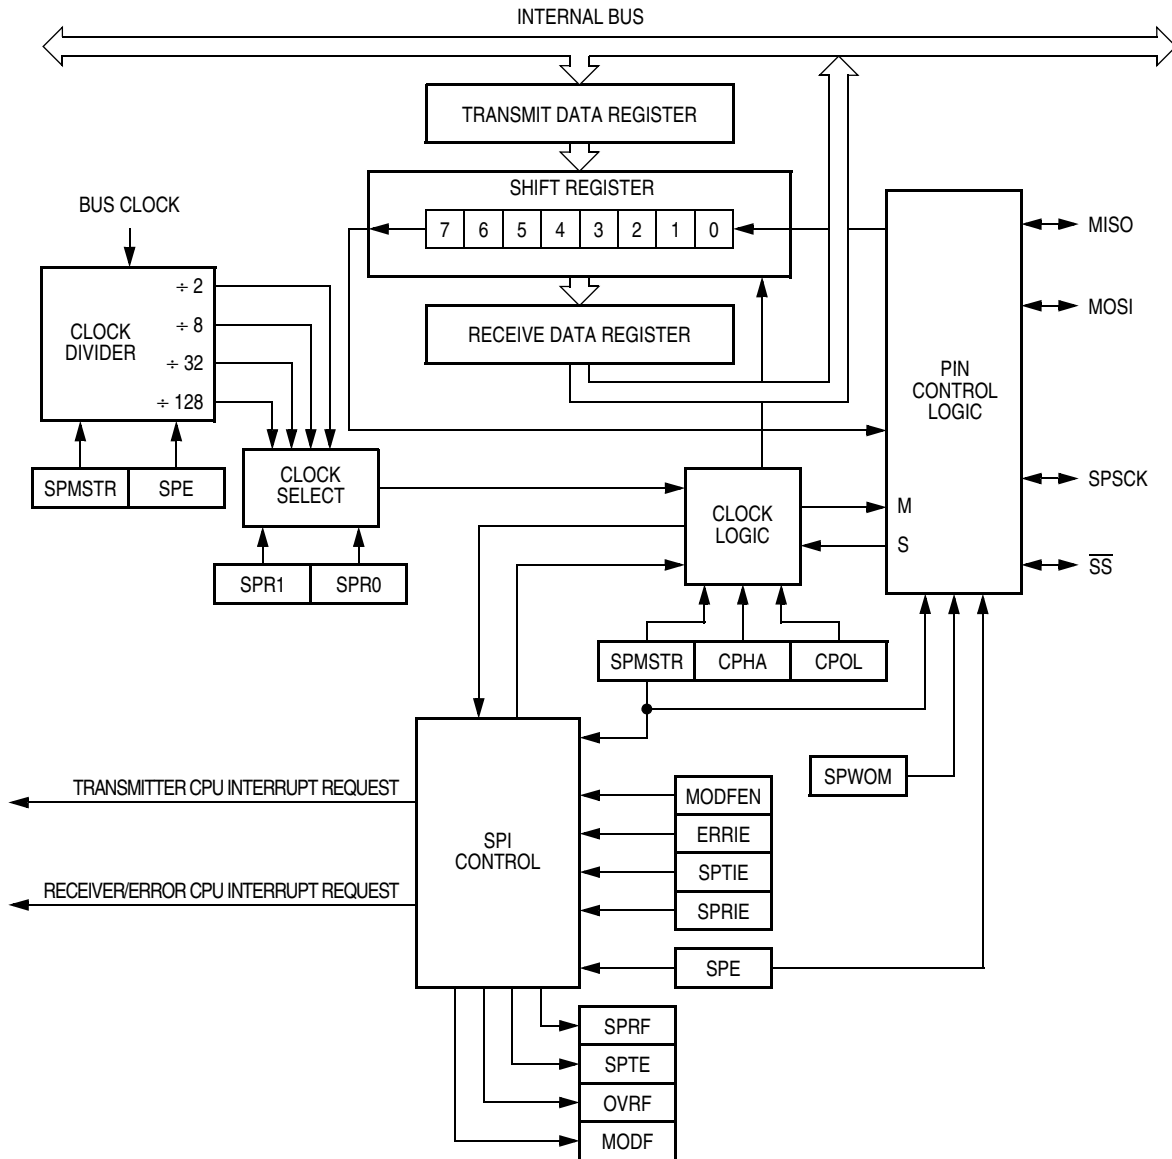 INTERNAL BUS
TRANSMIT DATA REGISTER
SHIFT REGISTER
7 6 5 4 3 2 1 0
BUS CLOCK
÷ 2
÷ 8
÷ 32
÷ 128
CLOCK
DIVIDER
RECEIVE DATA REGISTER
MISO
MOSI
PIN
CONTROL
LOGIC
SPMSTR SPE
CLOCK
SELECT
SPR1 SPR0
CLOCK
LOGIC
M
S
SPSCK
SS
SPMSTR CPHA CPOL
SPWOM
TRANSMITTER CPU INTERRUPT REQUEST
RECEIVER/ERROR CPU INTERRUPT REQUEST
SPI
CONTROL
MODFEN
ERRIE
SPTIE
SPRIE
SPE
SPRF
SPTE
OVRF
MODF